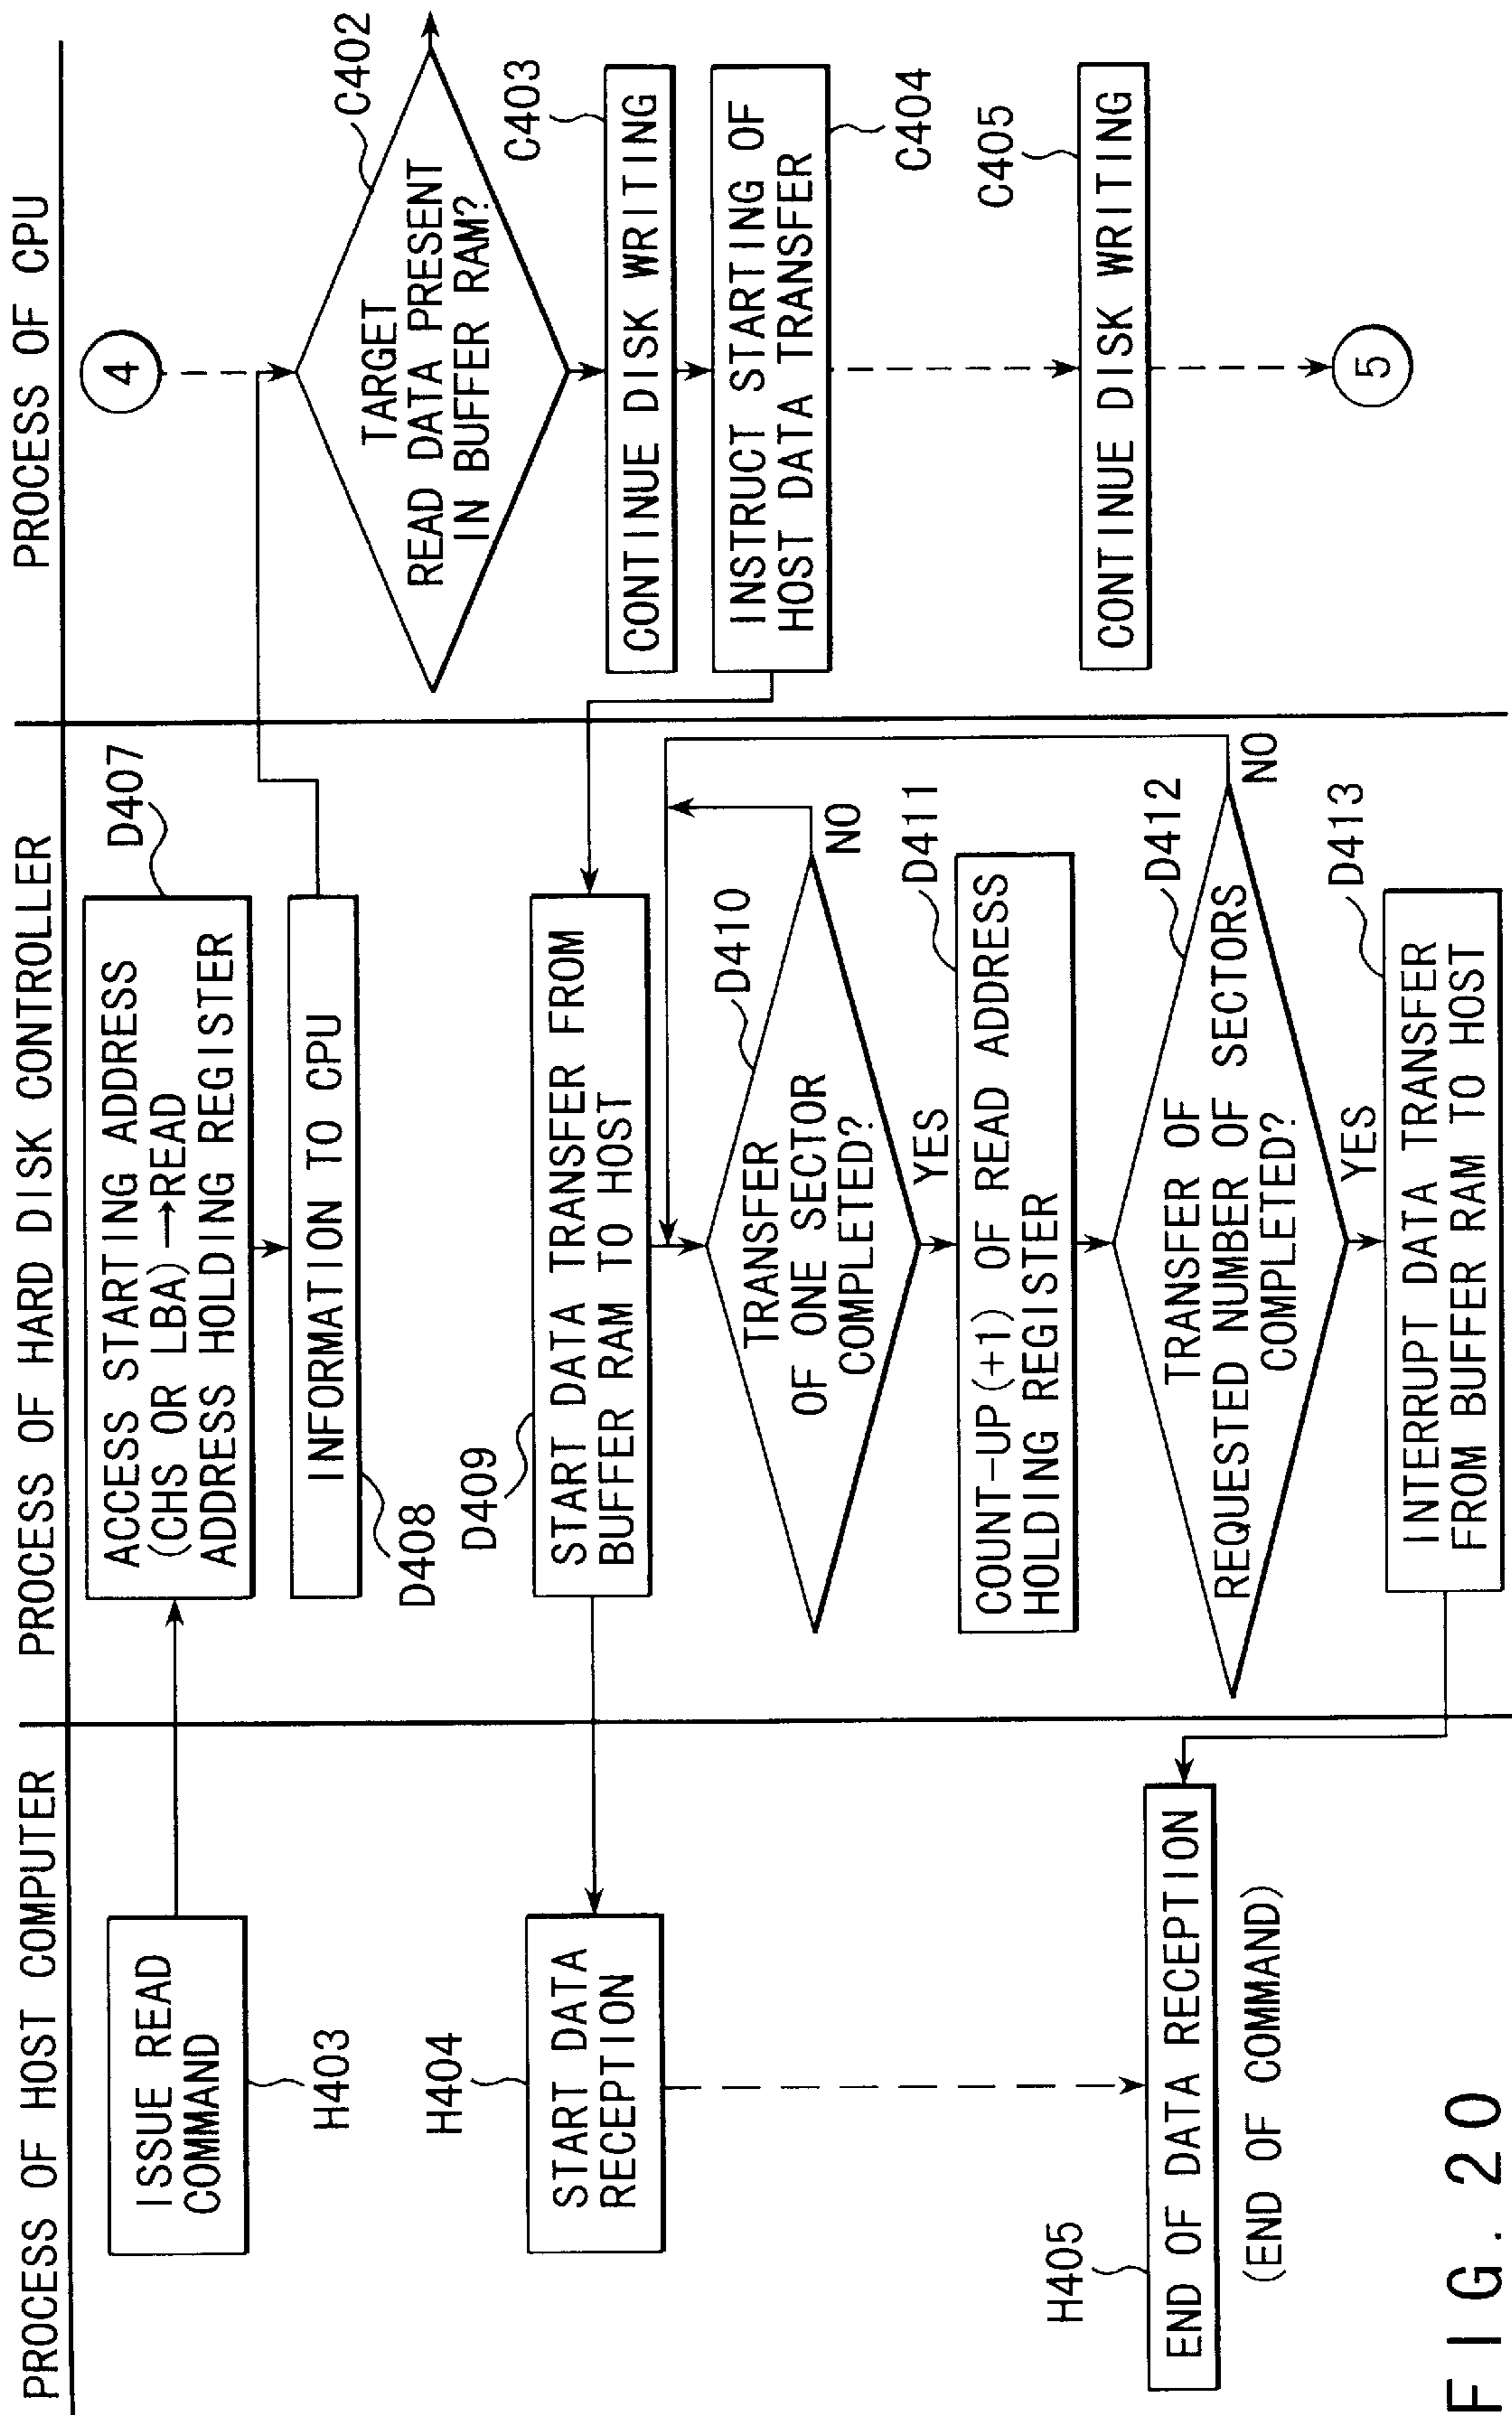 PROCESS OF HOST COMPUTER
PROCESS OF HARD DISK CONTROLLER
PROCESS OF CPU
ISSUE READ
COMMAND
H403
ACCESS STARTING ADDRESS
(CHS OR LBA)→READ
ADDRESS HOLDING REGISTER
D407
INFORMATION TO CPU
D408
4
TARGET
READ DATA PRESENT
IN BUFFER RAM?
C402
CONTINUE DISK WRITING
C403
INSTRUCT STARTING OF
HOST DATA TRANSFER
C404
H404
START DATA
RECEPTION
D409
START DATA TRANSFER FROM
BUFFER RAM TO HOST
TRANSFER
OF ONE SECTOR
COMPLETED?
D410
NO
YES
COUNT-UP(+1) OF READ ADDRESS
HOLDING REGISTER
D411
TRANSFER OF
REQUESTED NUMBER OF SECTORS
COMPLETED?
D412
NO
YES
INTERRUPT DATA TRANSFER
FROM BUFFER RAM TO HOST
D413
C405
CONTINUE DISK WRITING
5
H405
END OF DATA RECEPTION
(END OF COMMAND)
FIG. 20